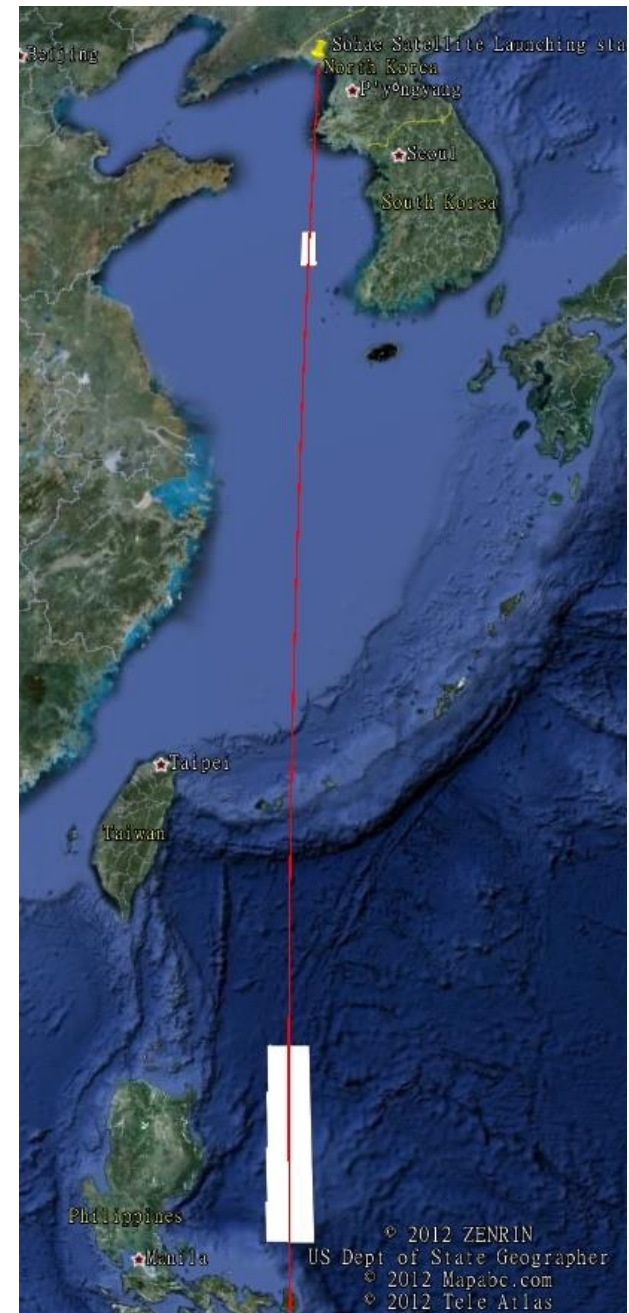 Beijing
Sohae Satellite Launching sta
North Korea
P'yŏngyang
Seoul
South Korea
Taipei
Taiwan
Philippines
Manila
© 2012 ZENRIN
US Dept of State Geographer
© 2012 Mapabc.com
© 2012 Tele Atlas